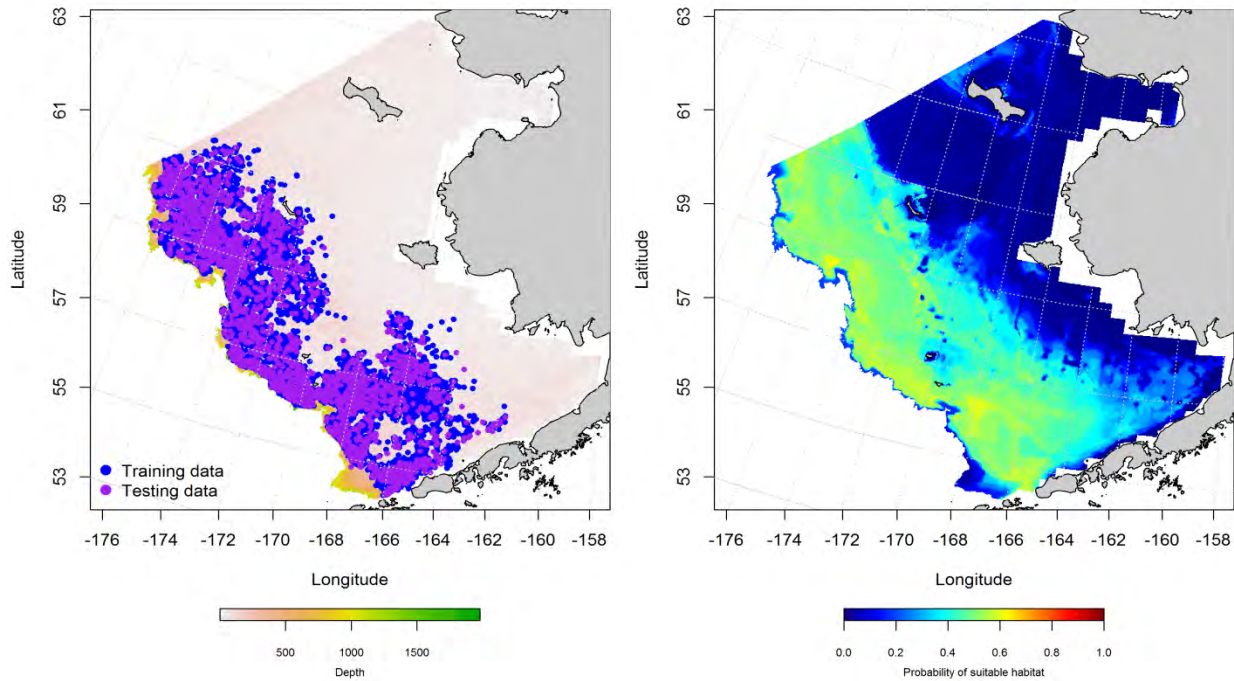 63
61
59
57
55
53
Latitude
Training data
Testing data
-176 -174 -172 -170 -168 -166 -164 -162 -160 -158
Longitude
500 1000 1500
Depth
63
61
59
57
55
53
Latitude
-176 -174 -172 -170 -168 -166 -164 -162 -160 -158
Longitude
0.0 0.2 0.4 0.6 0.8 1.0
Probability of suitable habitat